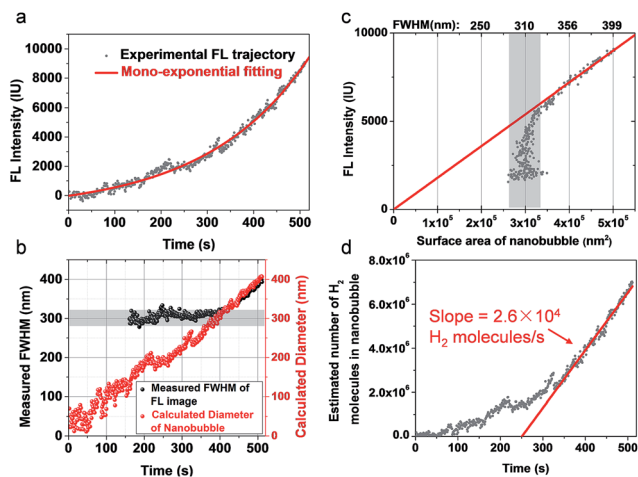 a
10000
8000
6000
4000
2000
0
FL Intensity (IU)
Experimental FL trajectory
Mono-exponential fitting
0 100 200 300 400 500
Time (s)
c
FWHM(nm): 250 310 356 399
10000
5000
0
FL Intensity (IU)
0 1x10⁵ 2x10⁵ 3x10⁵ 4x10⁵ 5x10⁵
Surface area of nanobubble (nm²)
b
400
300
200
100
0
Measured FWHM (nm)
400
300
200
100
0
Calculated Diameter (nm)
Measured FWHM of
FL image
Calculated Diameter
of Nanobubble
0 100 200 300 400 500
Time (s)
d
8.0x10⁶
6.0x10⁶
4.0x10⁶
2.0x10⁶
0.0
Estimated number of H₂
molecules in nanobubble
Slope = 2.6×10⁴
H₂ molecules/s
0 100 200 300 400 500
Time (s)